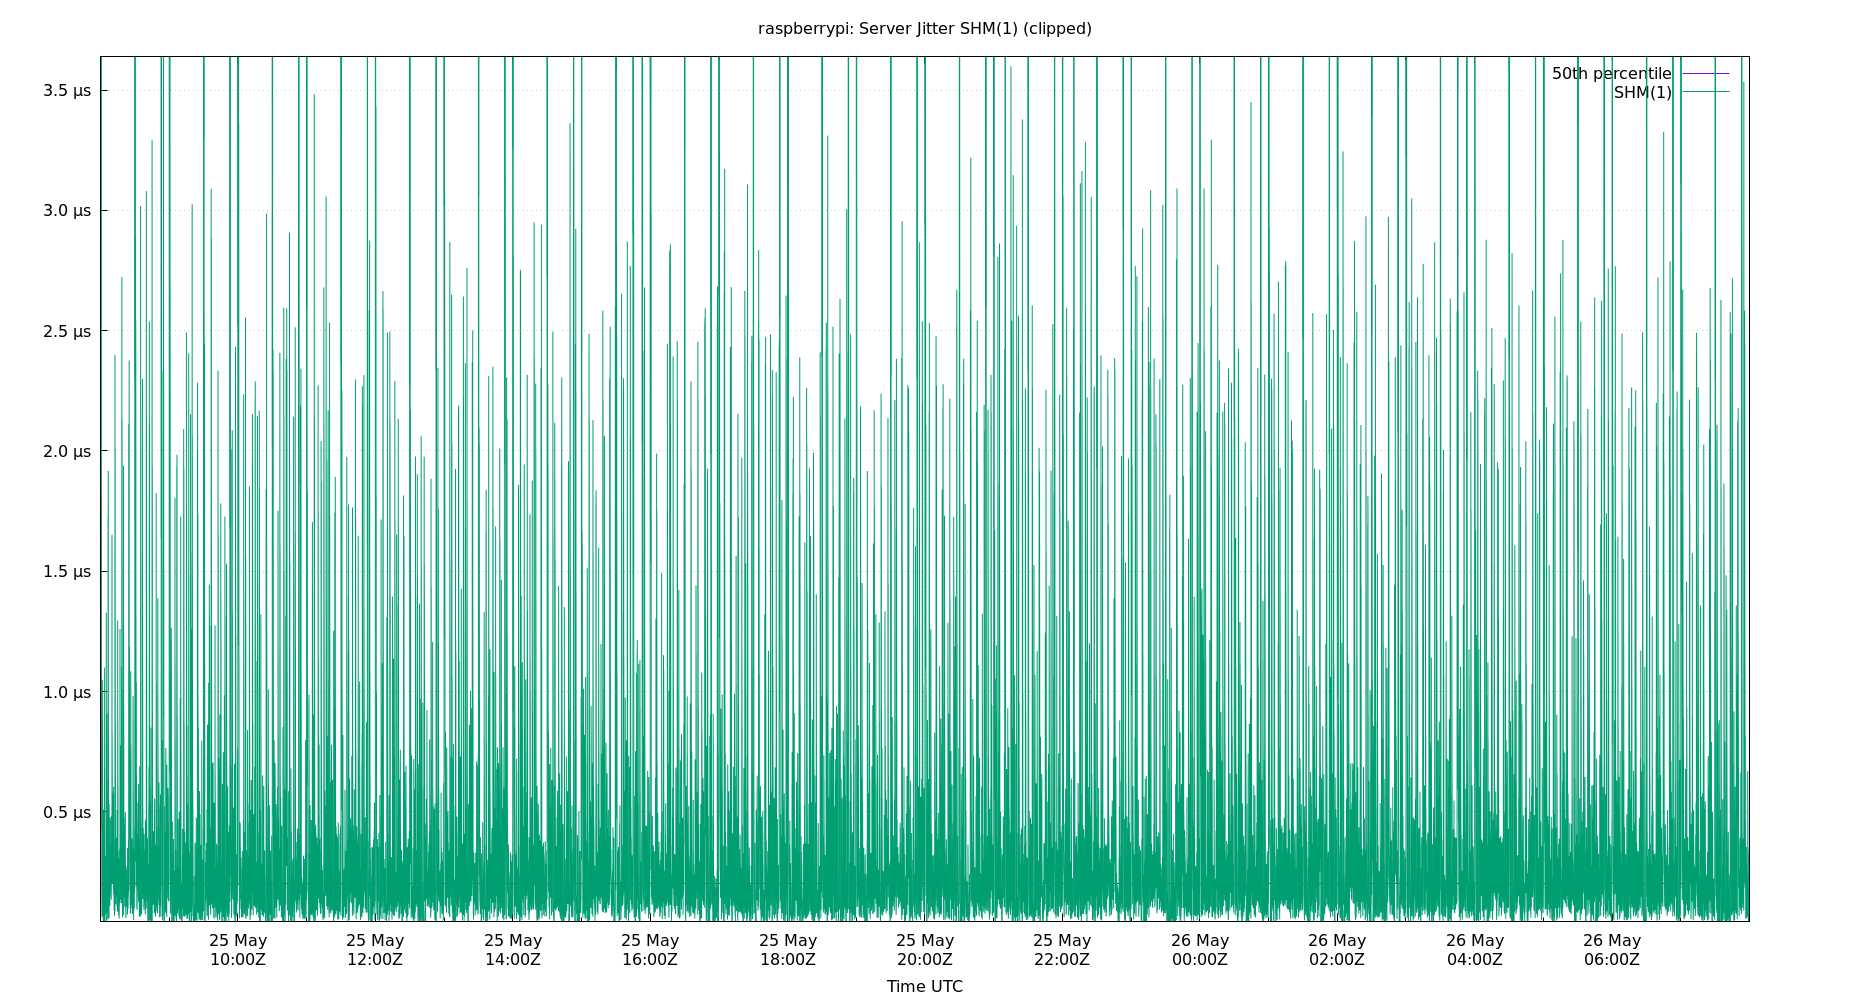 raspberrypi: Server Jitter SHM(1) (clipped)
50th percentile
SHM(1)
3.5 µs
3.0 µs
2.5 µs
2.0 µs
1.5 µs
1.0 µs
0.5 µs
25 May 25 May 25 May 25 May 25 May 25 May 25 May 26 May 26 May 26 May 26 May
10:00Z 12:00Z 14:00Z 16:00Z 18:00Z 20:00Z 22:00Z 00:00Z 02:00Z 04:00Z 06:00Z
Time UTC